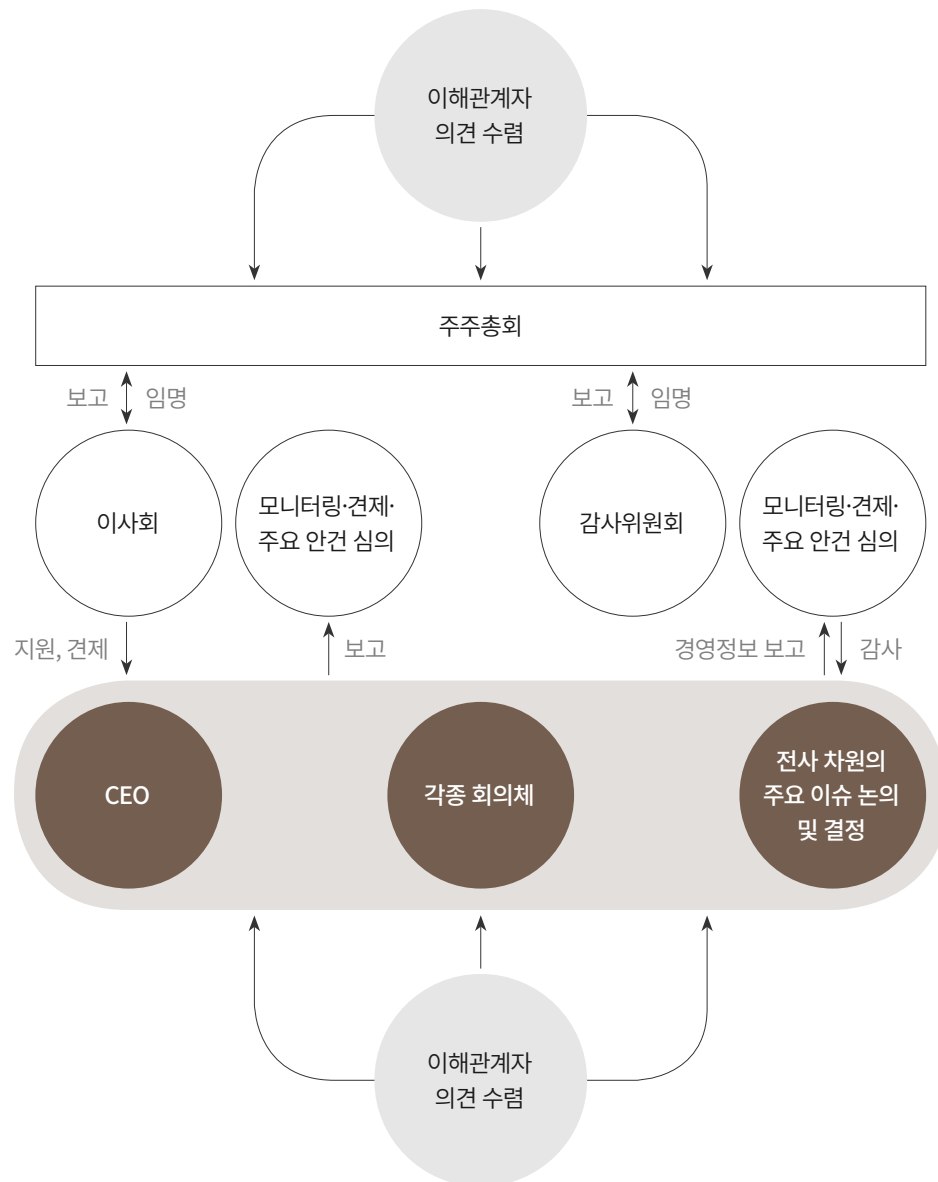 이해관계자
의견 수렴
주주총회
보고 임명
보고 임명
이사회
모니터링·견제·
주요 안건 심의
감사위원회
모니터링·견제·
주요 안건 심의
지원, 견제
보고
경영정보 보고
감사
CEO
각종 회의체
전사 차원의
주요 이슈 논의
및 결정
이해관계자
의견 수렴